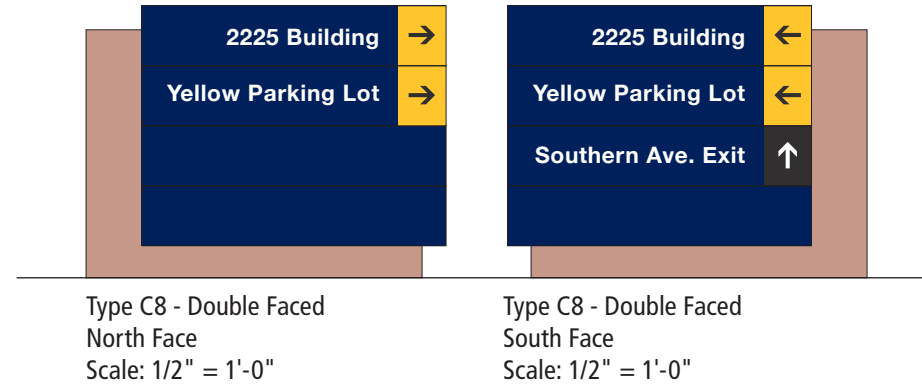 2225 Building →
Yellow Parking Lot →
2225 Building ←
Yellow Parking Lot ←
Southern Ave. Exit ↑
Type C8 - Double Faced
North Face
Scale: 1/2" = 1'-0"
Type C8 - Double Faced
South Face
Scale: 1/2" = 1'-0"